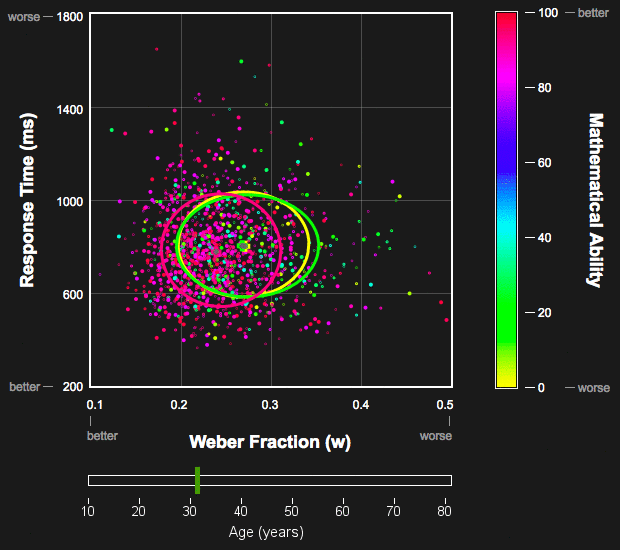 worse
1800
1400
1000
600
better
200
Response Time (ms)
0.1
0.2
0.3
0.4
0.5
better
worse
Weber Fraction (w)
10
20
30
40
50
60
70
80
Age (years)
100
better
80
60
40
20
0
worse
Mathematical Ability